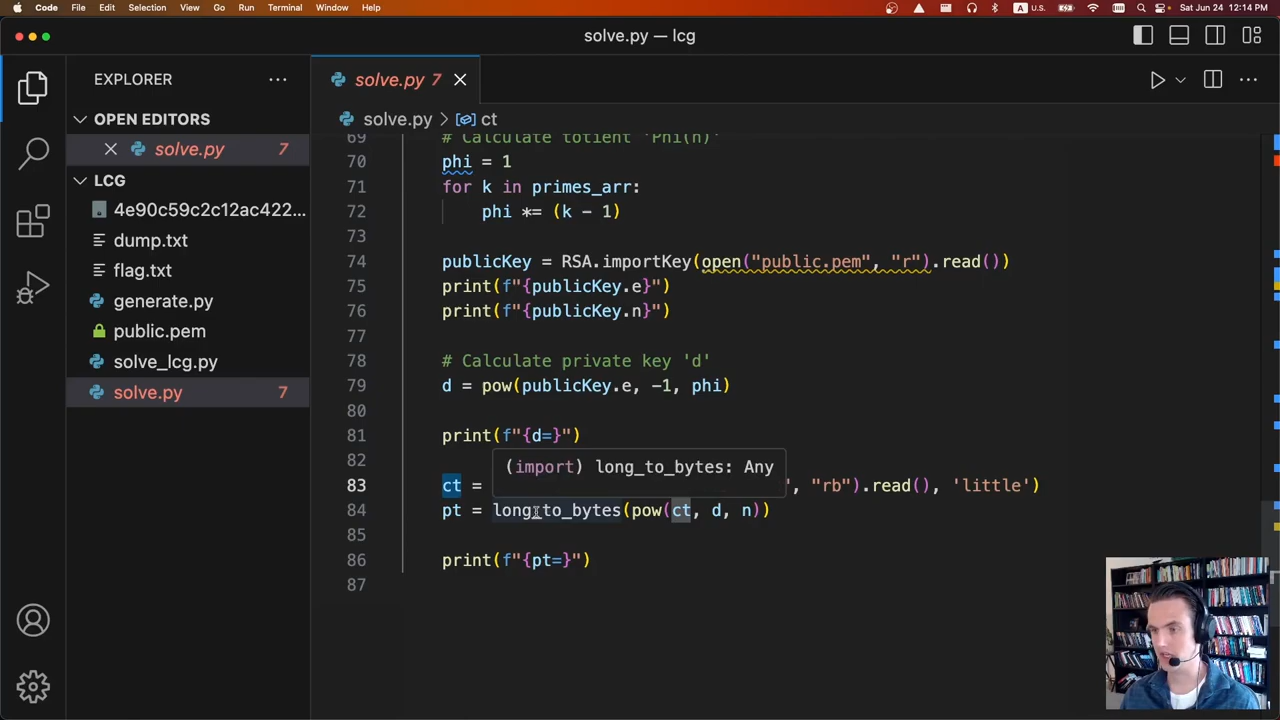 Code File Edit Selection View Go Run Terminal Window Help
A U.S. Sat Jun 24 12:14 PM
solve.py — lcg
EXPLORER ···
solve.py 7
OPEN EDITORS
solve.py 7
LCG
4e90c59c2c12ac422...
dump.txt
flag.txt
generate.py
public.pem
solve_lcg.py
solve.py 7
solve.py > ct
69 # Calculate totient 'Phi(n)'
70 phi = 1
71 for k in primes_arr:
72 phi *= (k - 1)
73
74 publicKey = RSA.importKey(open("public.pem", "r").read())
75 print(f"{publicKey.e}")
76 print(f"{publicKey.n}")
77
78 # Calculate private key 'd'
79 d = pow(publicKey.e, -1, phi)
80
81 print(f"{d=}")
82
(import) long_to_bytes: Any
83 ct = ", "rb").read(), 'little')
84 pt = long_to_bytes(pow(ct, d, n))
85
86 print(f"{pt=}")
87